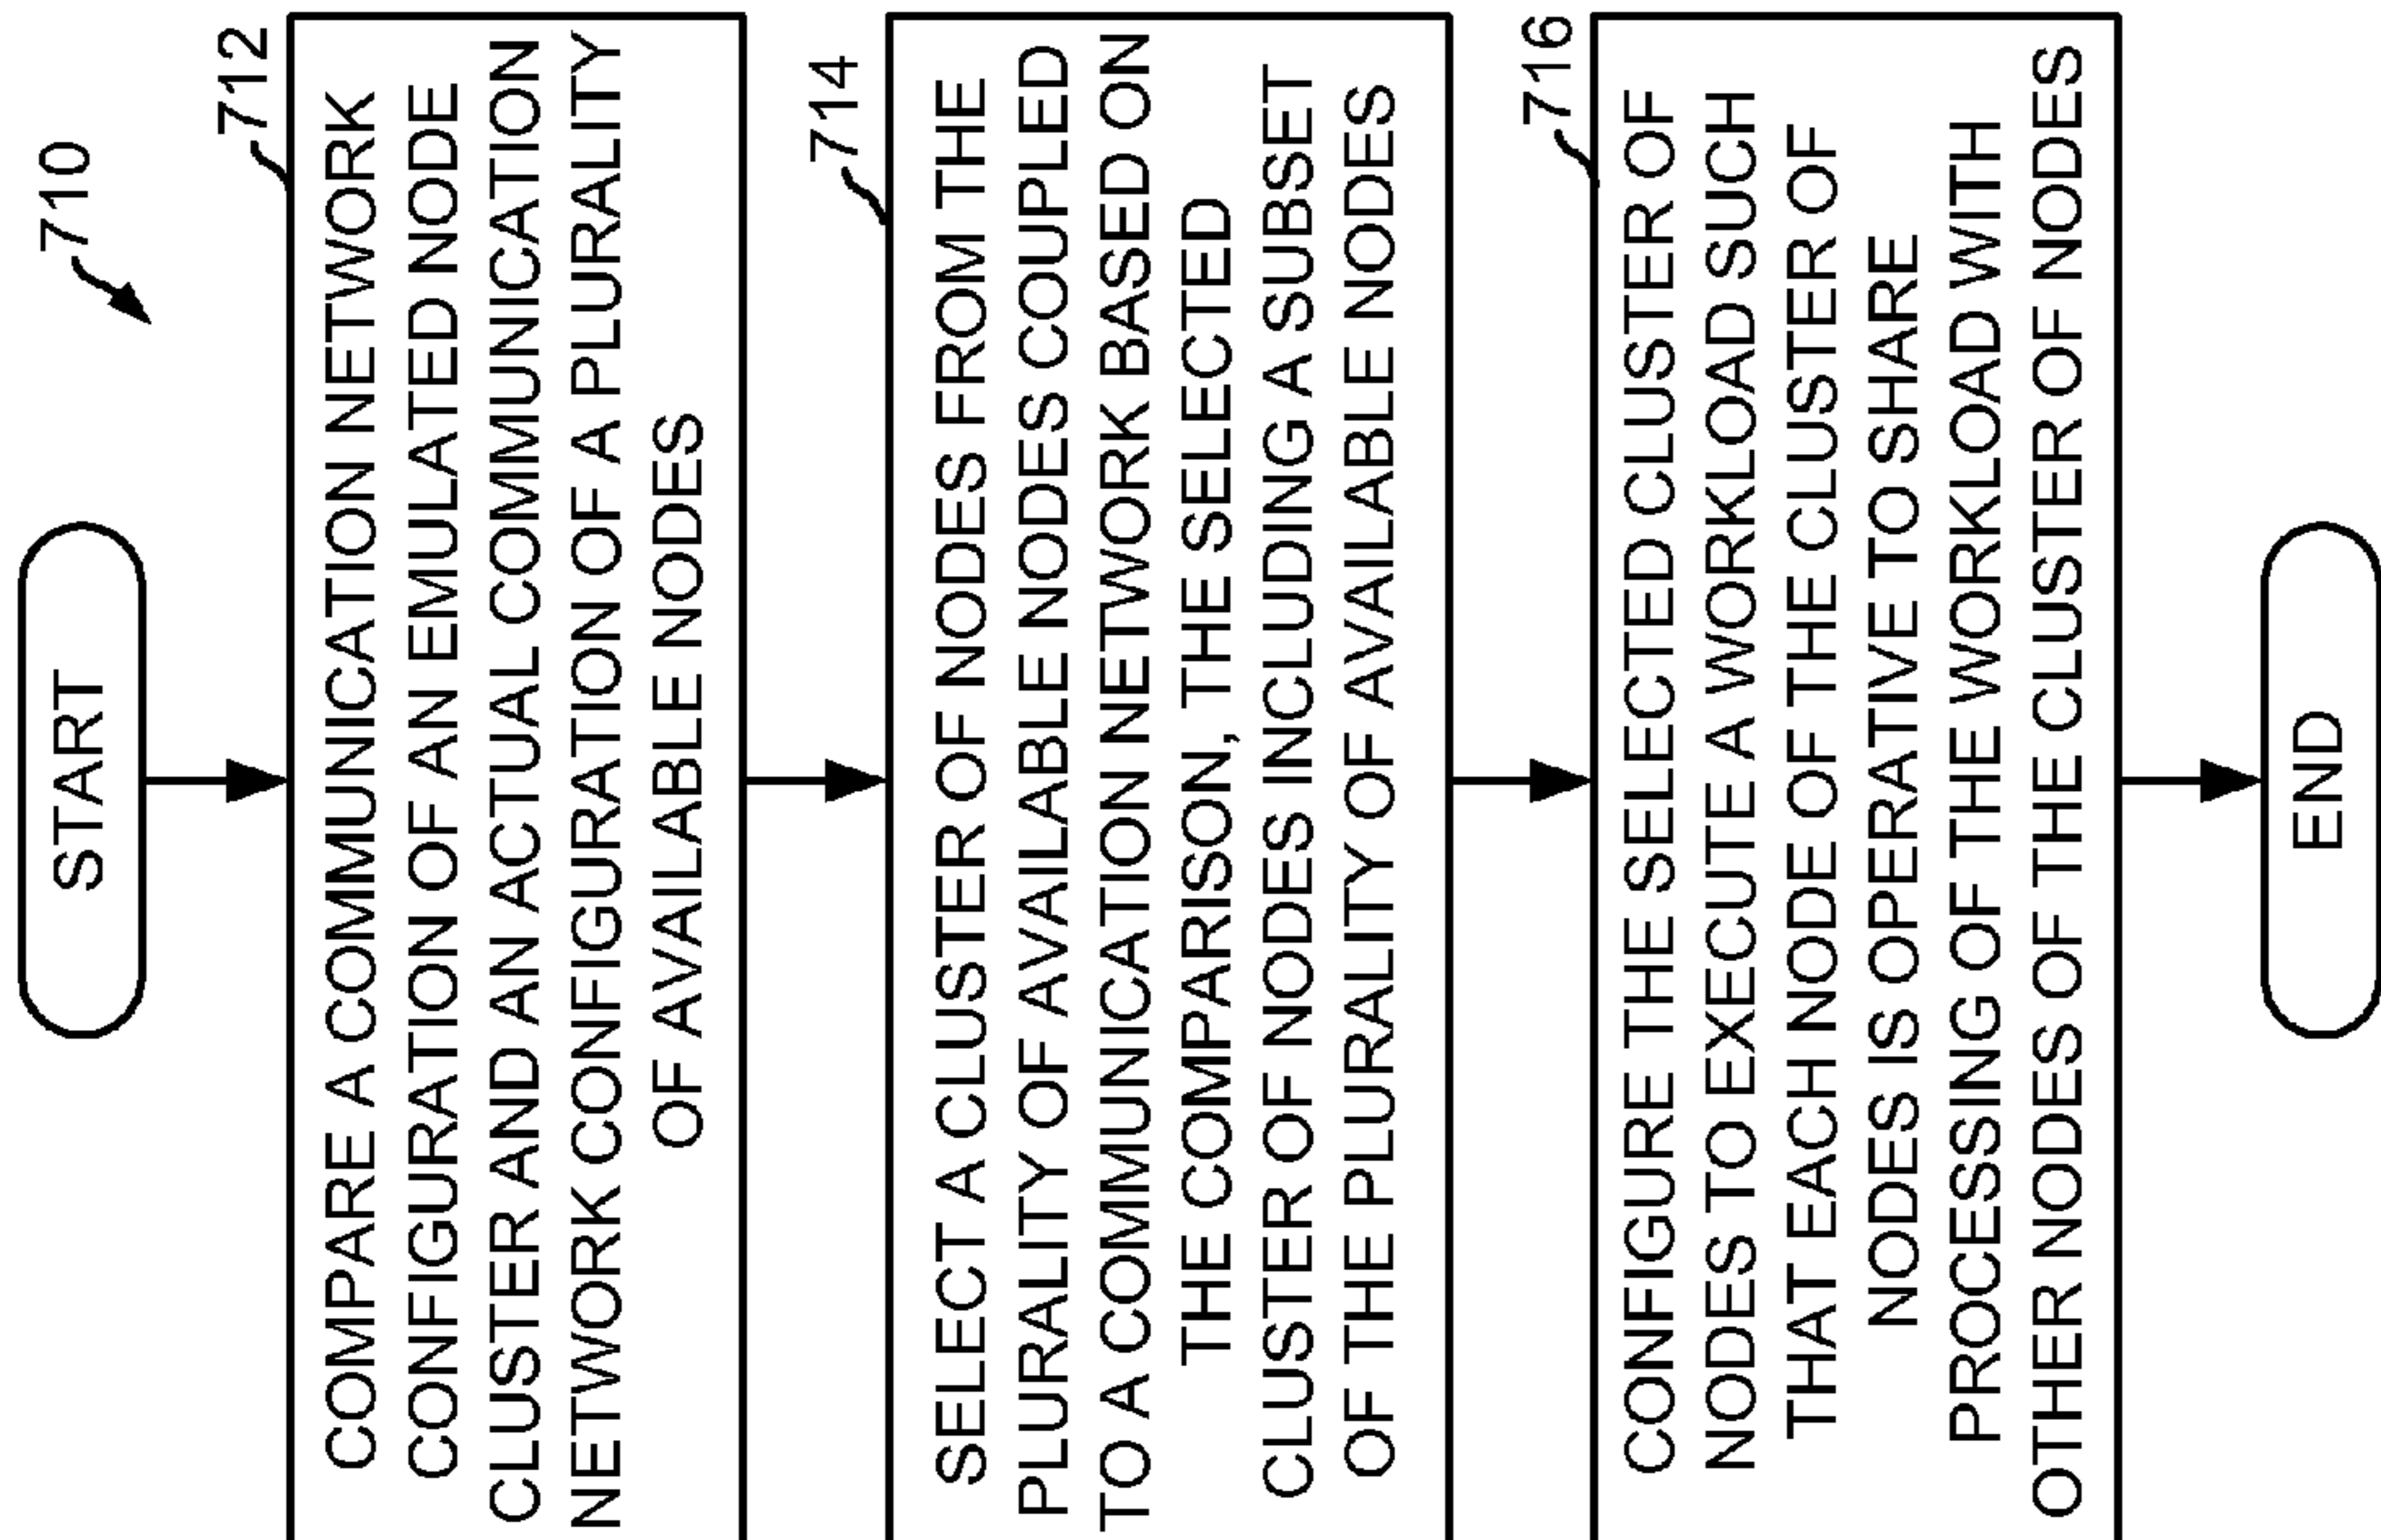 710
START
712
COMPARE A COMMUNICATION NETWORK
CONFIGURATION OF AN EMULATED NODE
CLUSTER AND AN ACTUAL COMMUNICATION
NETWORK CONFIGURATION OF A PLURALITY
OF AVAILABLE NODES
714
SELECT A CLUSTER OF NODES FROM THE
PLURALITY OF AVAILABLE NODES COUPLED
TO A COMMUNICATION NETWORK BASED ON
THE COMPARISON, THE SELECTED
CLUSTER OF NODES INCLUDING A SUBSET
OF THE PLURALITY OF AVAILABLE NODES
716
CONFIGURE THE SELECTED CLUSTER OF
NODES TO EXECUTE A WORKLOAD SUCH
THAT EACH NODE OF THE CLUSTER OF
NODES IS OPERATIVE TO SHARE
PROCESSING OF THE WORKLOAD WITH
OTHER NODES OF THE CLUSTER OF NODES
END